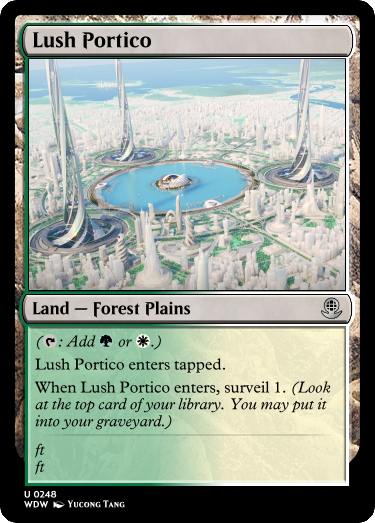 Lush Portico
Land — Forest Plains
(: Add or .)
Lush Portico enters tapped.
When Lush Portico enters, surveil 1. (Look
at the top card of your library. You may put it
into your graveyard.)
ft
ft
U 0248
WDW Yucong Tang